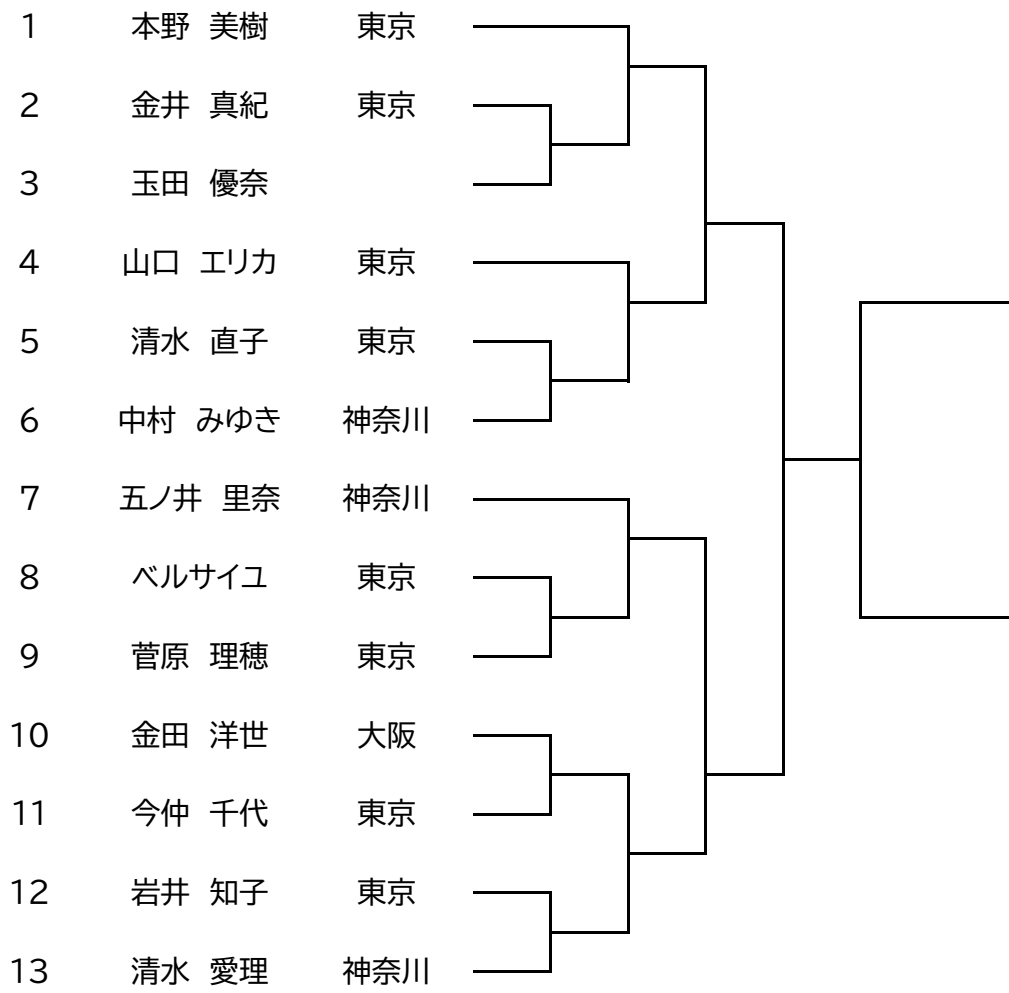 1 本野 美樹 東京
2 金井 真紀 東京
3 玉田 優奈
4 山口 エリカ 東京
5 清水 直子 東京
6 中村 みゆき 神奈川
7 五ノ井 里奈 神奈川
8 ベルサイユ 東京
9 菅原 理穂 東京
10 金田 洋世 大阪
11 今仲 千代 東京
12 岩井 知子 東京
13 清水 愛理 神奈川